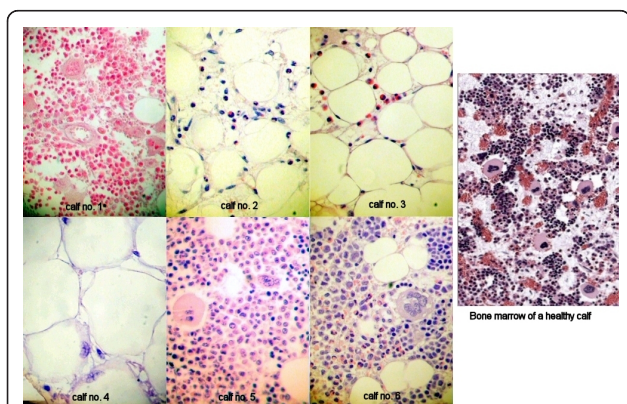 calf no. 1
calf no. 2
calf no. 3
calf no. 4
calf no. 5
calf no. 6
Bone marrow of a healthy calf